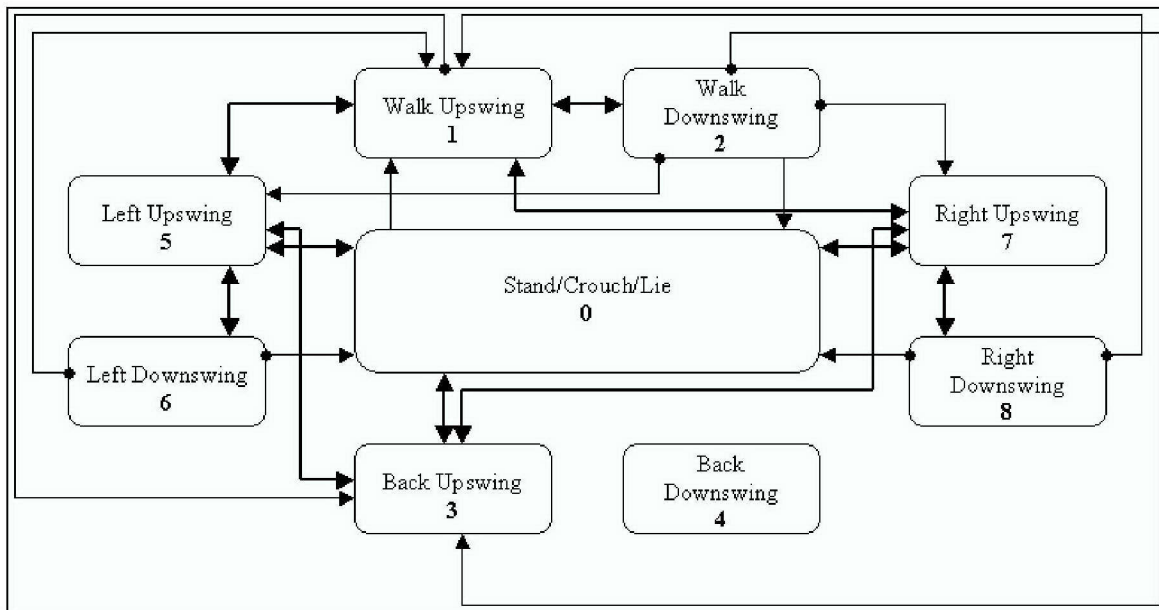 Walk Upswing
1
Walk
Downswing
2
Left Upswing
5
Right Upswing
7
Stand/Crouch/Lie
0
Left Downswing
6
Right
Downswing
8
Back Upswing
3
Back
Downswing
4